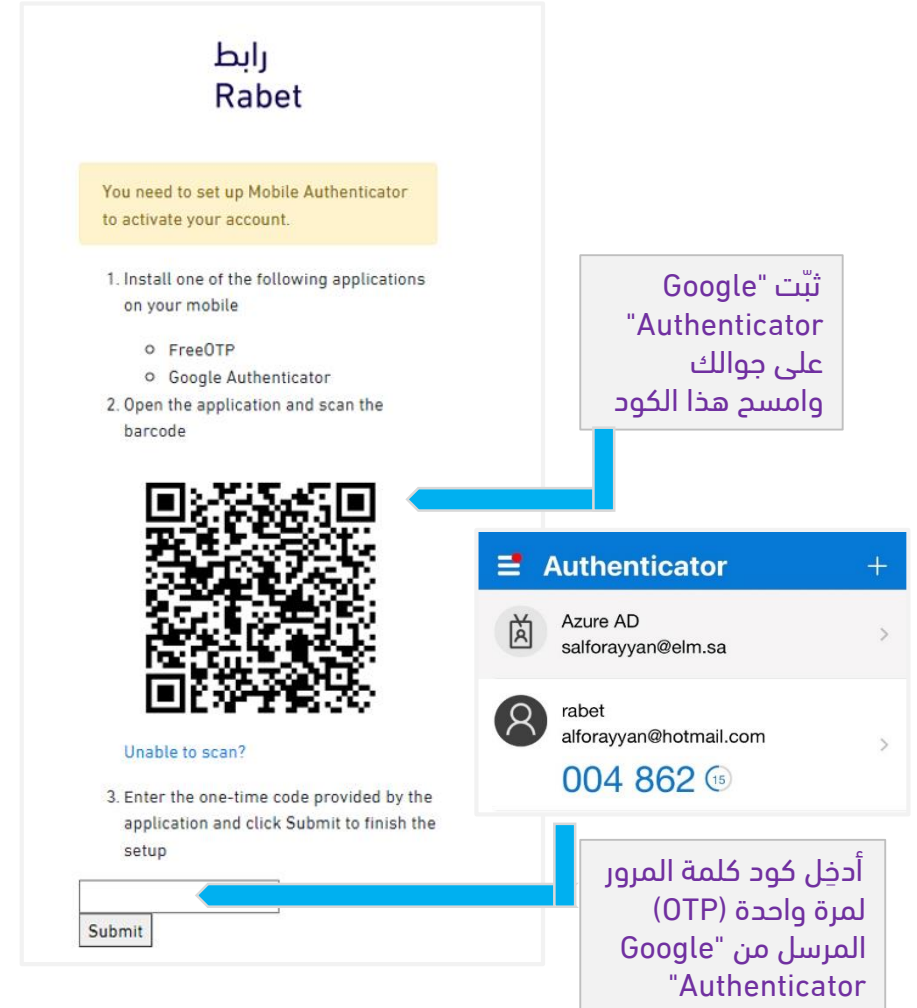 رابط
Rabet
You need to set up Mobile Authenticator
to activate your account.
1. Install one of the following applications
on your mobile
FreeOTP
Google Authenticator
2. Open the application and scan the
barcode
ثبّت "Google
Authenticator"
على جوالك
وامسح هذا الكود
Unable to scan?
3. Enter the one-time code provided by the
application and click Submit to finish the
setup
Submit
Authenticator
Azure AD
salforayyan@elm.sa
rabet
alforayyan@hotmail.com
004 862 15
أدخِل كود كلمة المرور
لمرة واحدة (OTP)
المرسل من "Google
Authenticator"